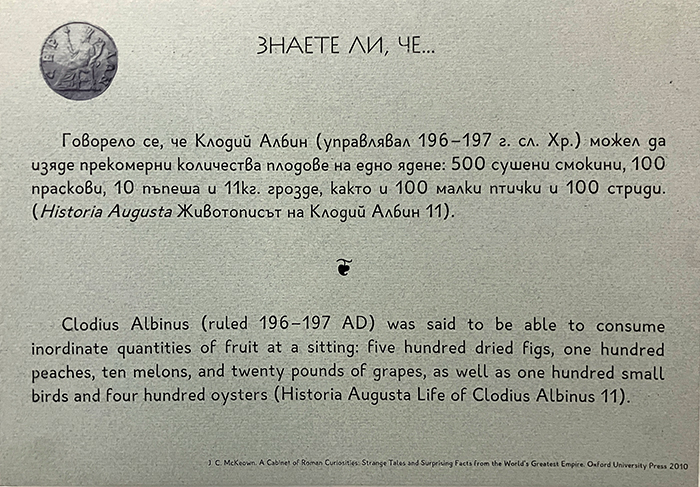 ЗНАЕТЕ ЛИ, ЧЕ...
Говорело се, че Клодий Албин (управлявал 196–197 г. сл. Хр.) можел да
изяде прекомерни количества плодове на едно ядене: 500 сушени смокини, 100
праскови, 10 пъпеша и 11кг. грозде, както и 100 малки птички и 100 стриди.
(Historia Augusta Животописът на Клодий Албин 11).
Clodius Albinus (ruled 196–197 AD) was said to be able to consume
inordinate quantities of fruit at a sitting: five hundred dried figs, one hundred
peaches, ten melons, and twenty pounds of grapes, as well as one hundred small
birds and four hundred oysters (Historia Augusta Life of Clodius Albinus 11).
J. C. McKeown. A Cabinet of Roman Curiosities: Strange Tales and Surprising Facts from the World's Greatest Empire. Oxford University Press 2010